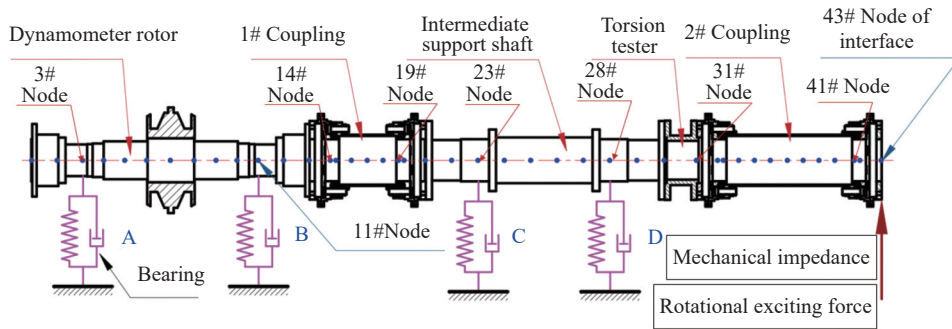 Dynamometer rotor
3#
Node
1# Coupling
14#
Node
19#
Node
Intermediate
support shaft
23#
Node
Torsion
tester
28#
Node
2# Coupling
31#
Node
43# Node of
interface
41# Node
A
Bearing
B
11#Node
C
D
Mechanical impedance
Rotational exciting force